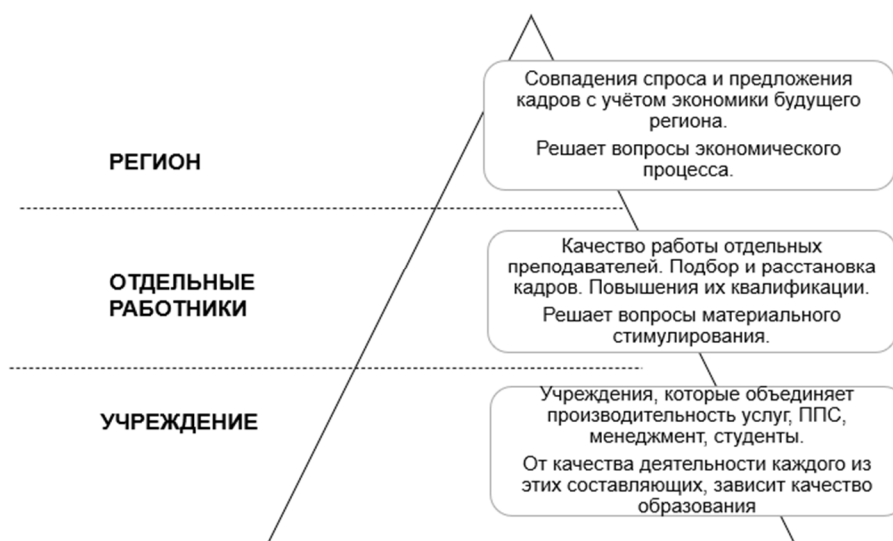 Совпадения спроса и предложения
кадров с учётом экономики будущего
региона.
Решает вопросы экономического
процесса.
РЕГИОН
Качество работы отдельных
преподавателей. Подбор и расстановка
кадров. Повышения их квалификации.
Решает вопросы материального
стимулирования.
ОТДЕЛЬНЫЕ
РАБОТНИКИ
Учреждения, которые объединяет
производительность услуг, ППС,
менеджмент, студенты.
От качества деятельности каждого из
этих составляющих, зависит качество
образования
УЧРЕЖДЕНИЕ